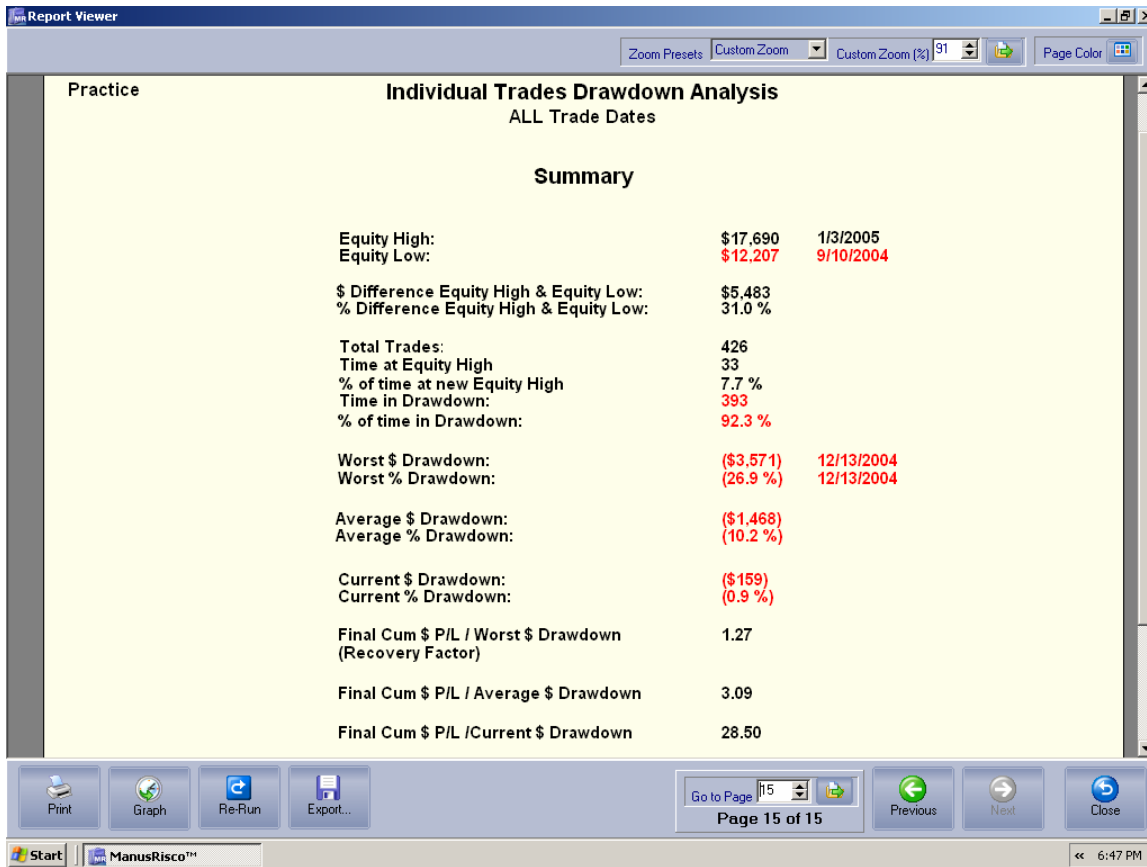 MR Report Viewer
Zoom Presets Custom Zoom Custom Zoom (%) 91 Page Color
Practice
Individual Trades Drawdown Analysis
ALL Trade Dates
Summary
Equity High: $17,690 1/3/2005
Equity Low: $12,207 9/10/2004
$ Difference Equity High & Equity Low: $5,483
% Difference Equity High & Equity Low: 31.0 %
Total Trades: 426
Time at Equity High 33
% of time at new Equity High 7.7 %
Time in Drawdown: 393
% of time in Drawdown: 92.3 %
Worst $ Drawdown: ($3,571) 12/13/2004
Worst % Drawdown: (26.9 %) 12/13/2004
Average $ Drawdown: ($1,468)
Average % Drawdown: (10.2 %)
Current $ Drawdown: ($159)
Current % Drawdown: (0.9 %)
Final Cum $ P/L / Worst $ Drawdown 1.27
(Recovery Factor)
Final Cum $ P/L / Average $ Drawdown 3.09
Final Cum $ P/L /Current $ Drawdown 28.50
Print Graph Re-Run Export... Go to Page 15 Previous Next Close
Page 15 of 15
Start MR ManusRisco™ « 6:47 PM